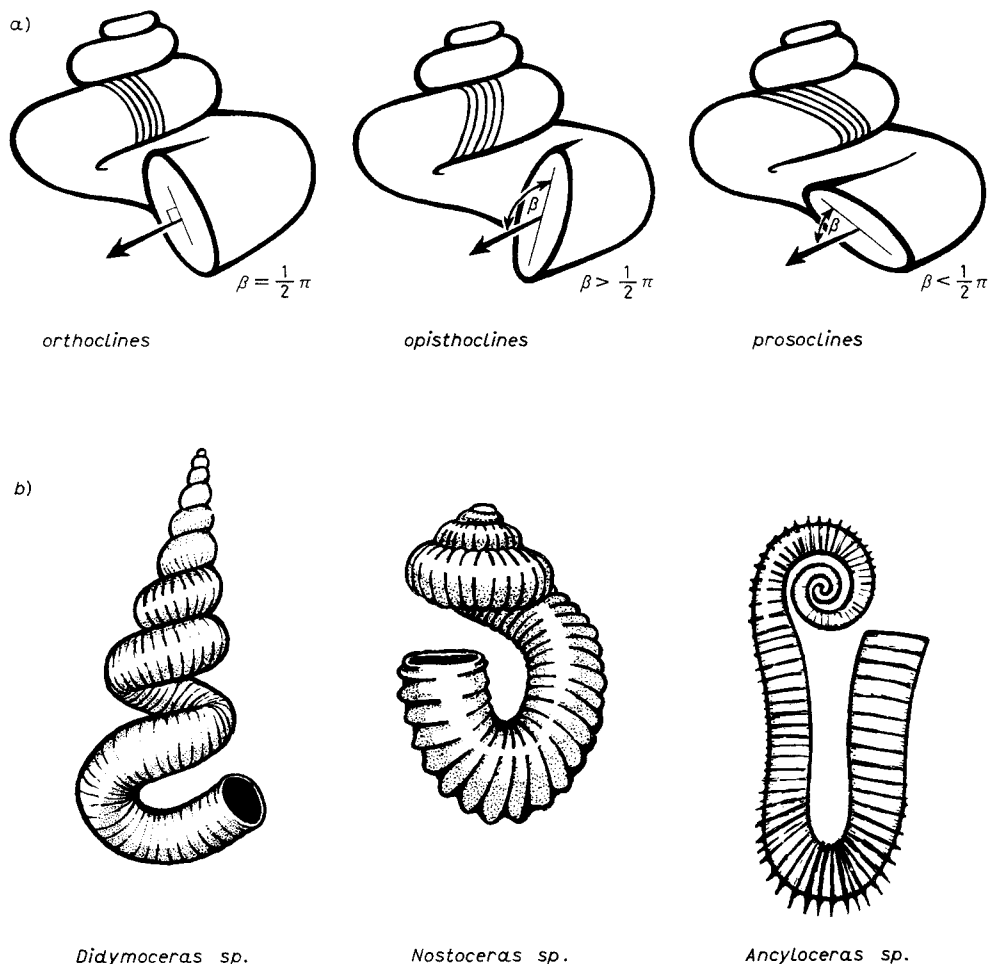 a)
β = 1/2 π
β > 1/2 π
β < 1/2 π
β
β
orthoclines
opisthoclines
prosoclines
b)
Didymoceras sp.
Nostoceras sp.
Ancyloceras sp.